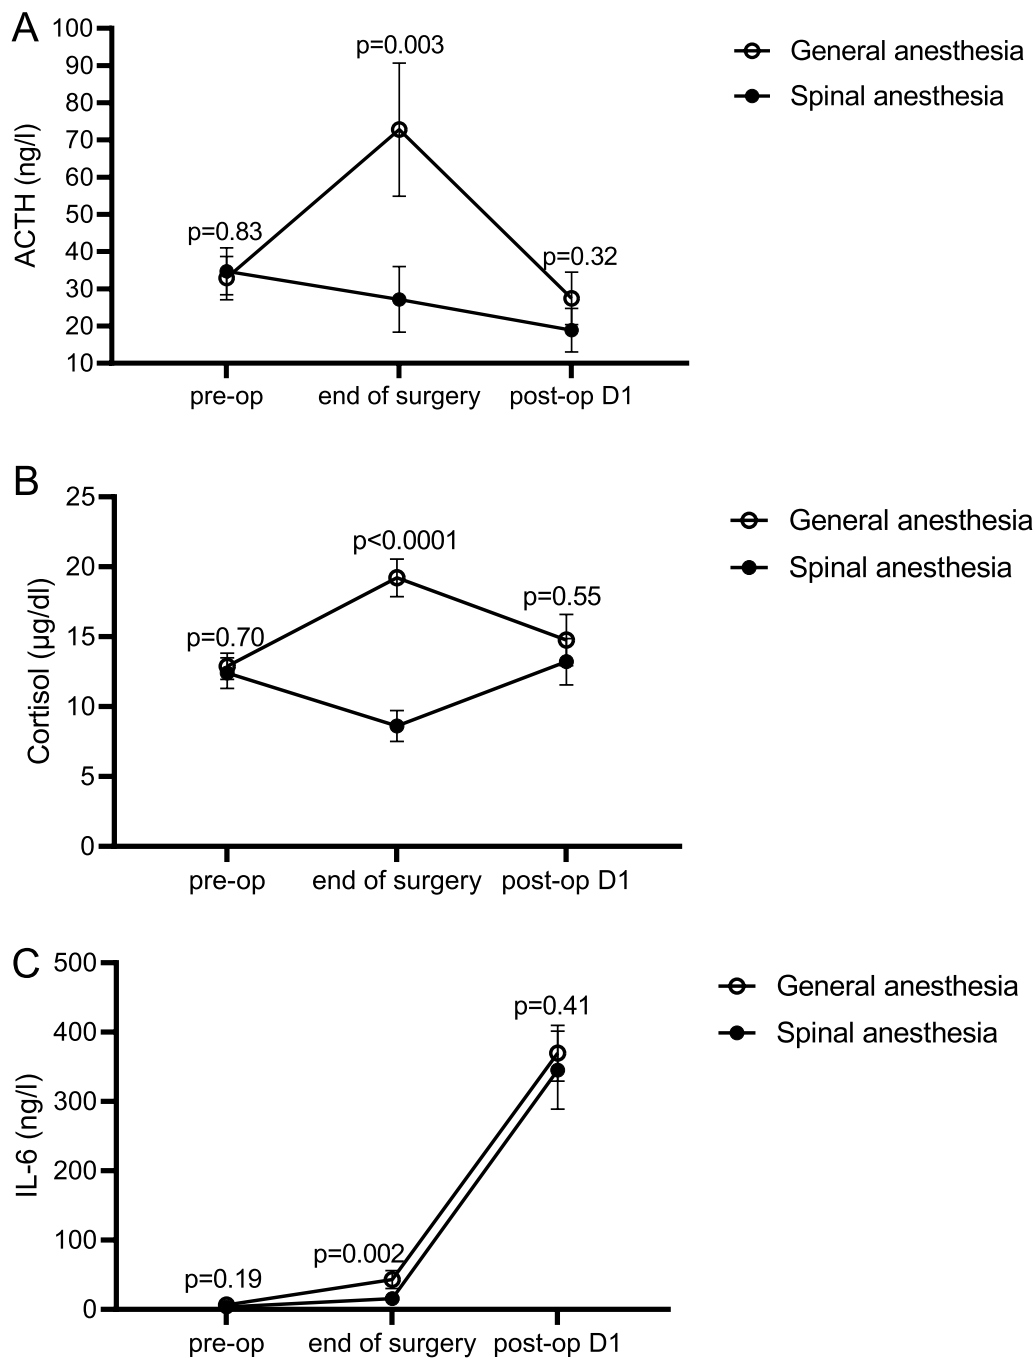 A
100
90
80
70
60
50
40
30
20
10
ACTH (ng/l)
p=0.83
p=0.003
p=0.32
pre-op
end of surgery
post-op D1
General anesthesia
Spinal anesthesia
B
25
20
15
10
5
0
Cortisol (µg/dl)
p=0.70
p<0.0001
p=0.55
pre-op
end of surgery
post-op D1
General anesthesia
Spinal anesthesia
C
500
400
300
200
100
0
IL-6 (ng/l)
p=0.19
p=0.002
p=0.41
pre-op
end of surgery
post-op D1
General anesthesia
Spinal anesthesia